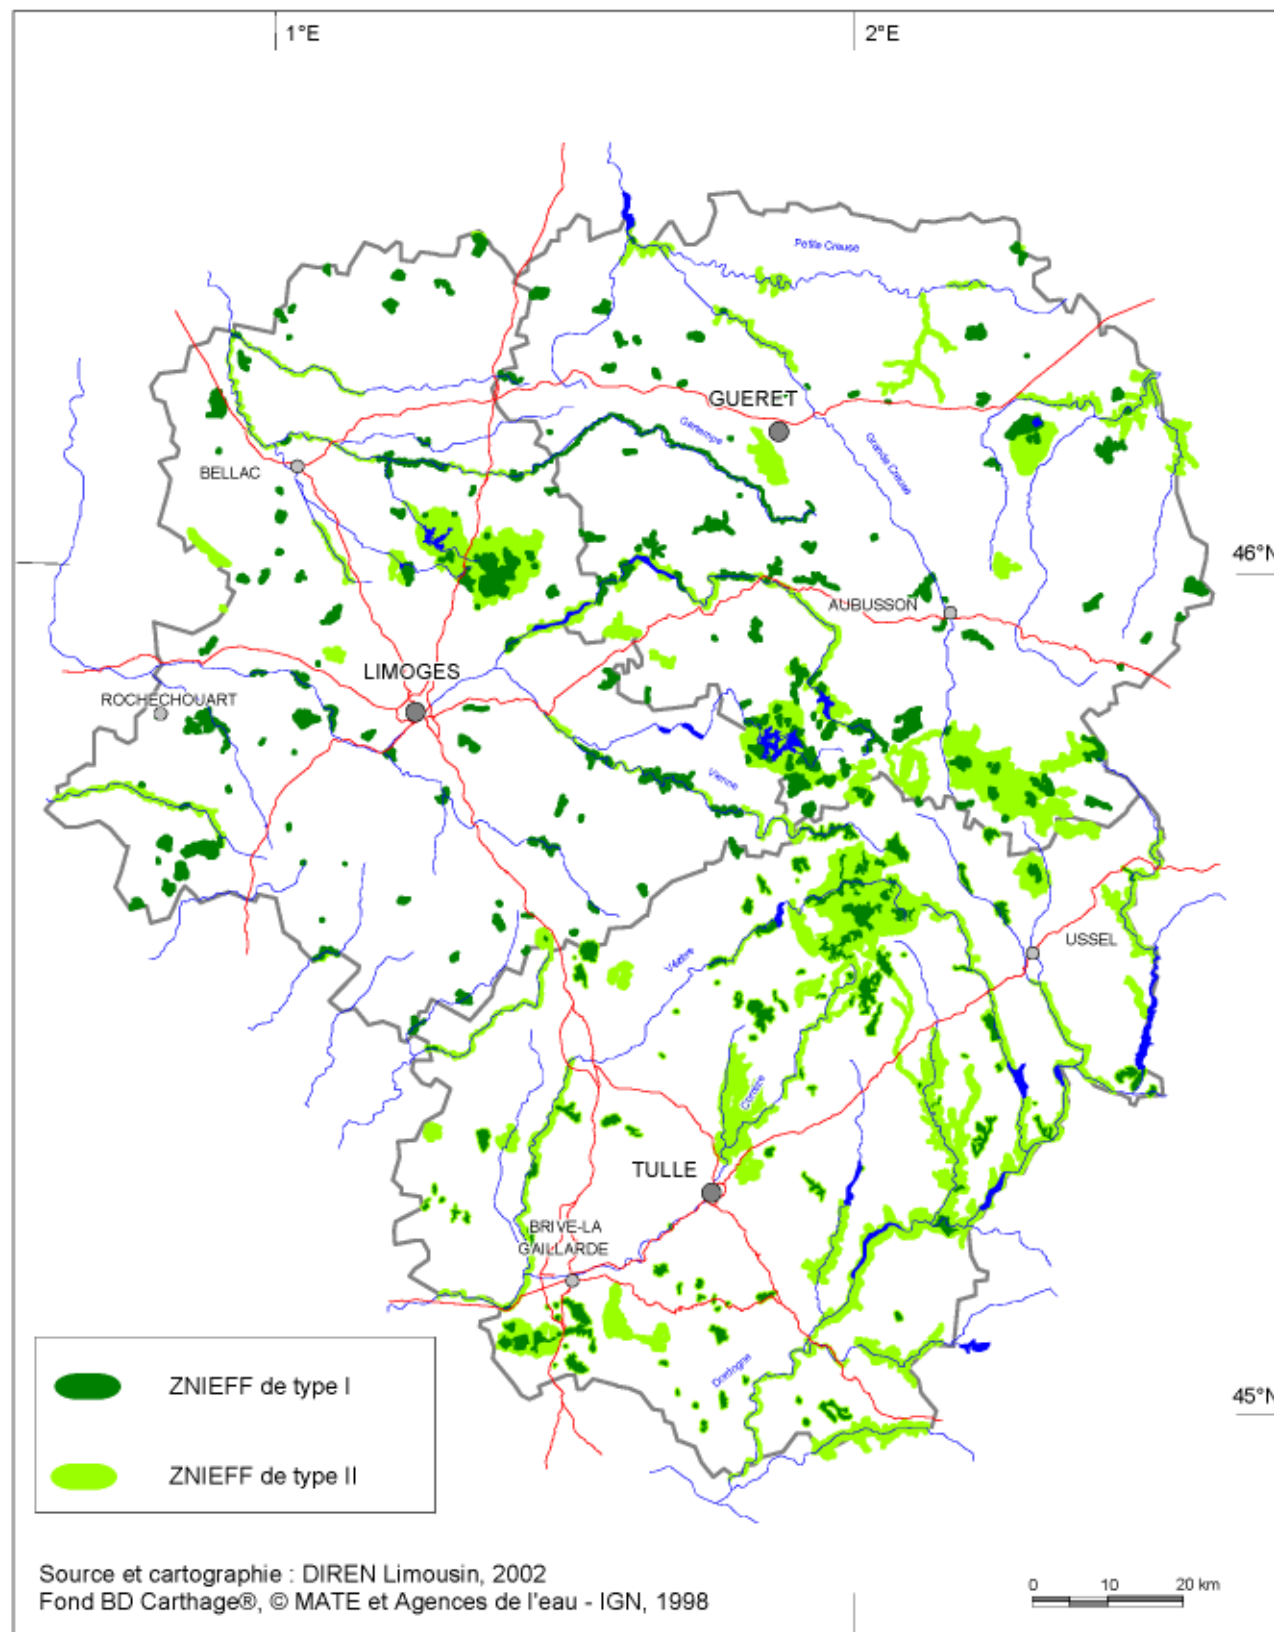 1°E
2°E
Petite Creuse
GUERET
Gartempe
Grande Creuse
BELLAC
46°N
AUBUSSON
LIMOGES
ROCHECHOUART
Vienne
USSEL
Vézère
Corrèze
TULLE
BRIVE-LA
GAILLARDE
Dordogne
45°N
ZNIEFF de type I
ZNIEFF de type II
Source et cartographie : DIREN Limousin, 2002
Fond BD Carthage®, © MATE et Agences de l'eau - IGN, 1998
0 10 20 km